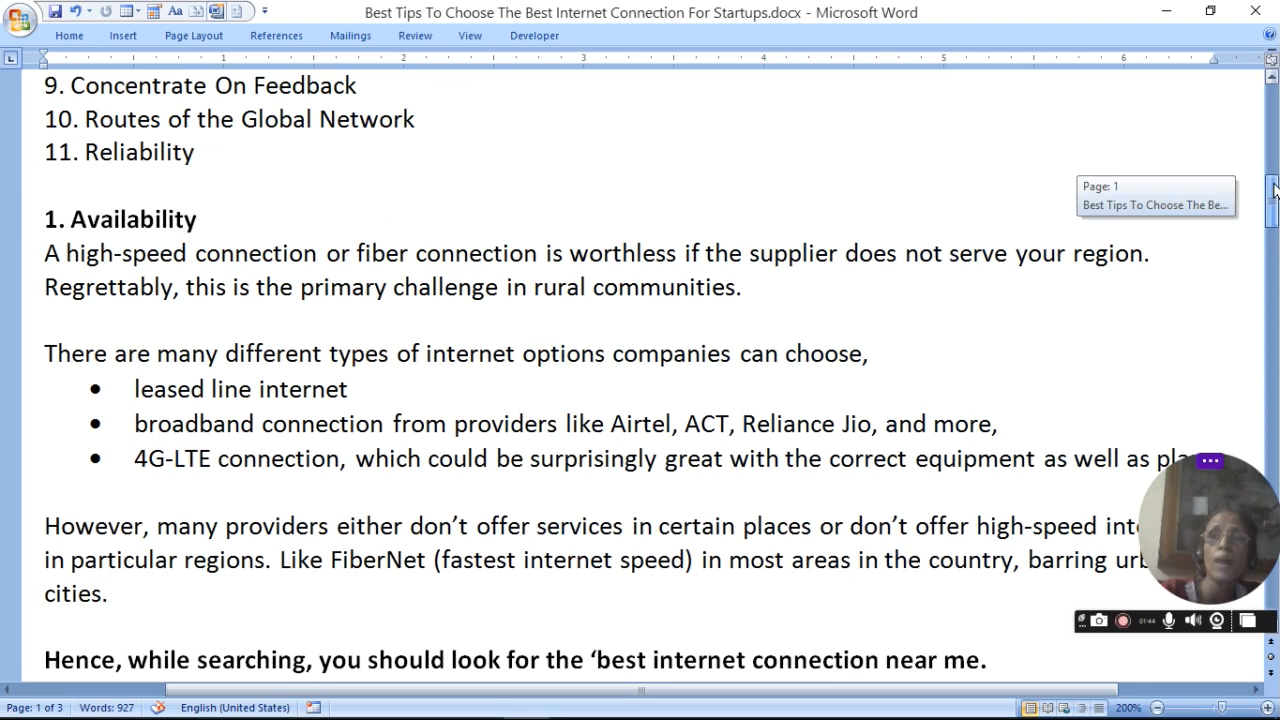 Best Tips To Choose The Best Internet Connection For Startups.docx - Microsoft Word
Home Insert Page Layout References Mailings Review View Developer
1 2 3 4 5 6
9. Concentrate On Feedback
10. Routes of the Global Network
11. Reliability
Page: 1
Best Tips To Choose The Be...
1. Availability
A high-speed connection or fiber connection is worthless if the supplier does not serve your region.
Regrettably, this is the primary challenge in rural communities.
There are many different types of internet options companies can choose,
• leased line internet
• broadband connection from providers like Airtel, ACT, Reliance Jio, and more,
• 4G-LTE connection, which could be surprisingly great with the correct equipment as well as
However, many providers either don’t offer services in certain places or don’t offer high-speed
in particular regions. Like FiberNet (fastest internet speed) in most areas in the country, barring
cities.
01:44
Hence, while searching, you should look for the ‘best internet connection near me.
Page: 1 of 3 Words: 927 English (United States) 200%